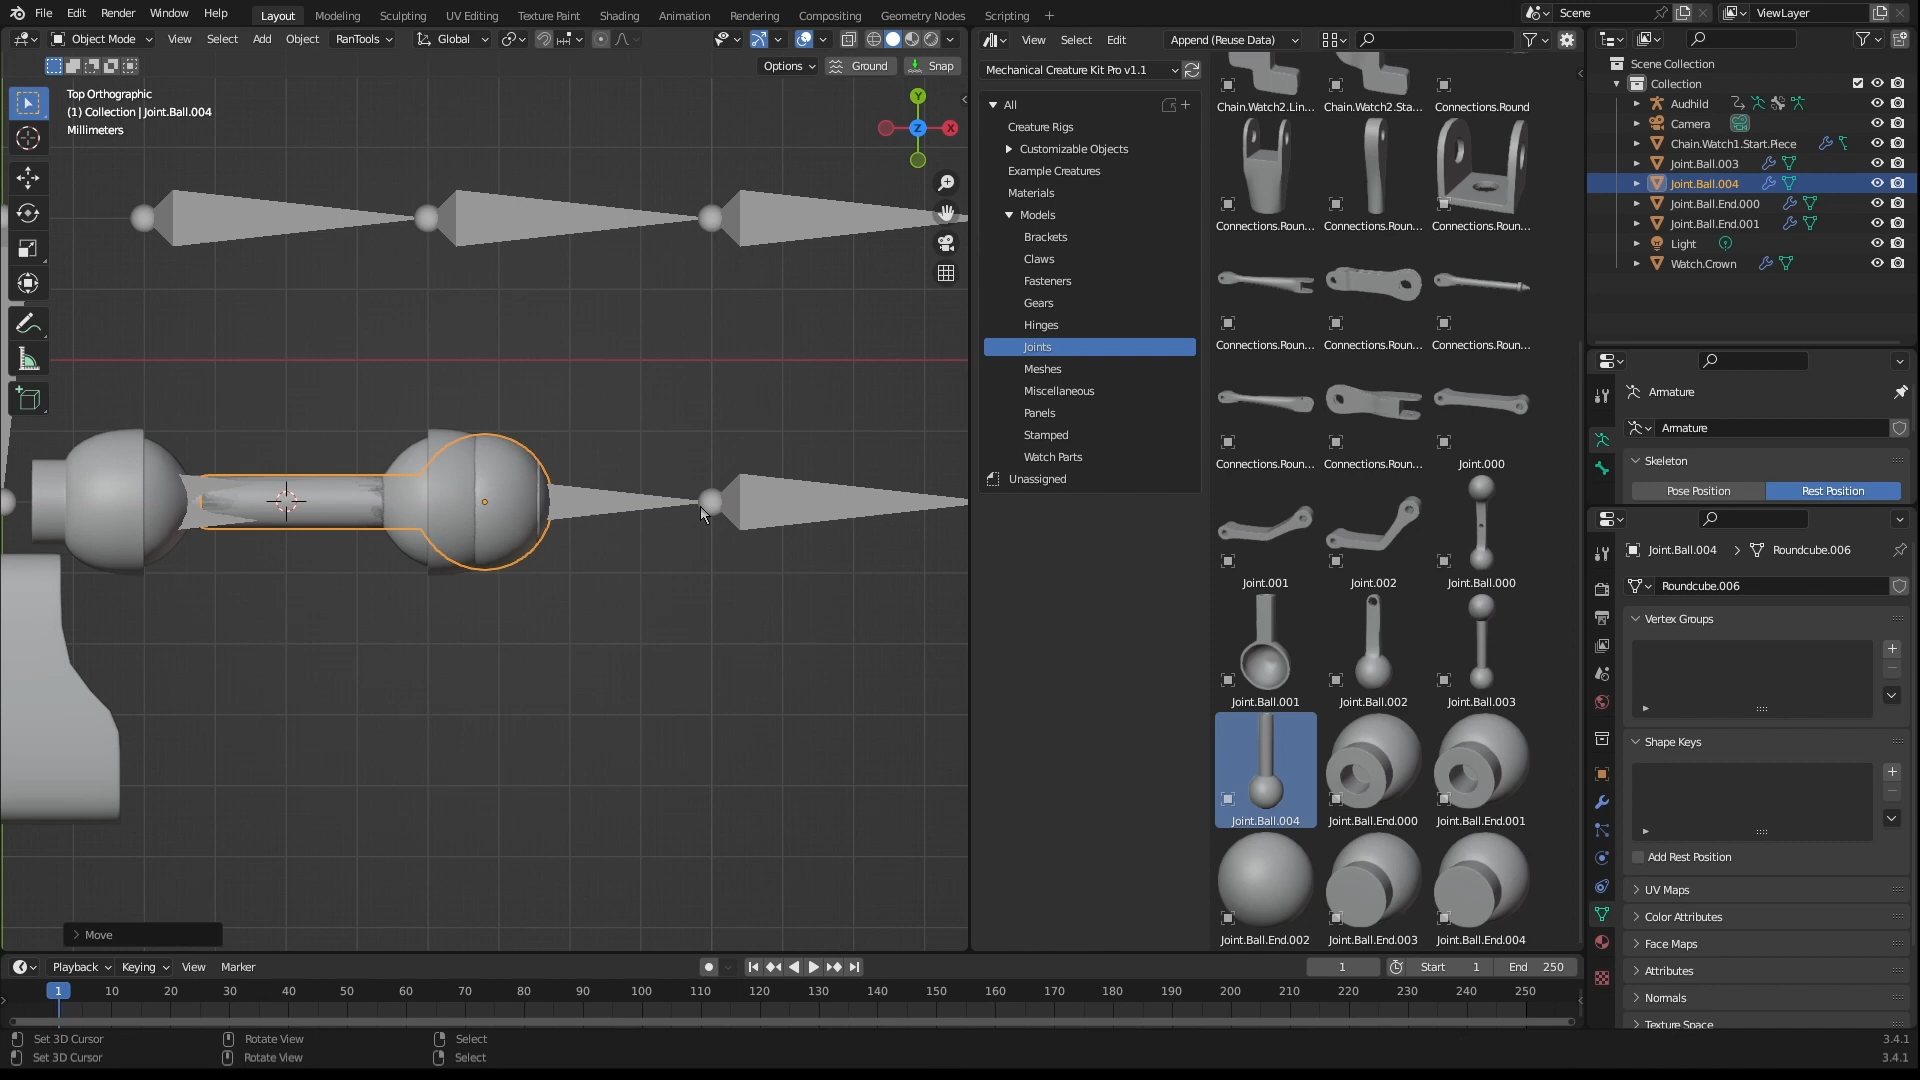 File Edit Render Window Help Layout Modeling Sculpting UV Editing Texture Paint Shading Animation Rendering Compositing Geometry Nodes Scripting + Scene ViewLayer
Object Mode View Select Add Object RanTools Global
Options Ground Snap
Top Orthographic
(1) Collection | Joint.Ball.004
Millimeters
Y
Z
X
Move
View Select Edit Append (Reuse Data)
Mechanical Creature Kit Pro v1.1
All
Creature Rigs
Customizable Objects
Example Creatures
Materials
Models
Brackets
Claws
Fasteners
Gears
Hinges
Joints
Meshes
Miscellaneous
Panels
Stamped
Watch Parts
Unassigned
Chain.Watch2.Lin... Chain.Watch2.Sta... Connections.Round
Connections.Roun... Connections.Roun... Connections.Roun...
Connections.Roun... Connections.Roun... Connections.Roun...
Connections.Roun... Connections.Roun... Joint.000
Joint.001 Joint.002 Joint.Ball.000
Joint.Ball.001 Joint.Ball.002 Joint.Ball.003
Joint.Ball.004 Joint.Ball.End.000 Joint.Ball.End.001
Joint.Ball.End.002 Joint.Ball.End.003 Joint.Ball.End.004
Scene Collection
Collection
Audhild
Camera
Chain.Watch1.Start.Piece
Joint.Ball.003
Joint.Ball.004
Joint.Ball.End.000
Joint.Ball.End.001
Light
Watch.Crown
Armature
Armature
Skeleton
Pose Position Rest Position
Joint.Ball.004 > Roundcube.006
Roundcube.006
Vertex Groups
Shape Keys
Add Rest Position
UV Maps
Color Attributes
Face Maps
Attributes
Normals
Texture Space
Playback Keying View Marker 1 Start 1 End 250
1 10 20 30 40 50 60 70 80 90 100 110 120 130 140 150 160 170 180 190 200 210 220 230 240 250
Set 3D Cursor Rotate View Select 3.4.1
Set 3D Cursor Rotate View Select 3.4.1